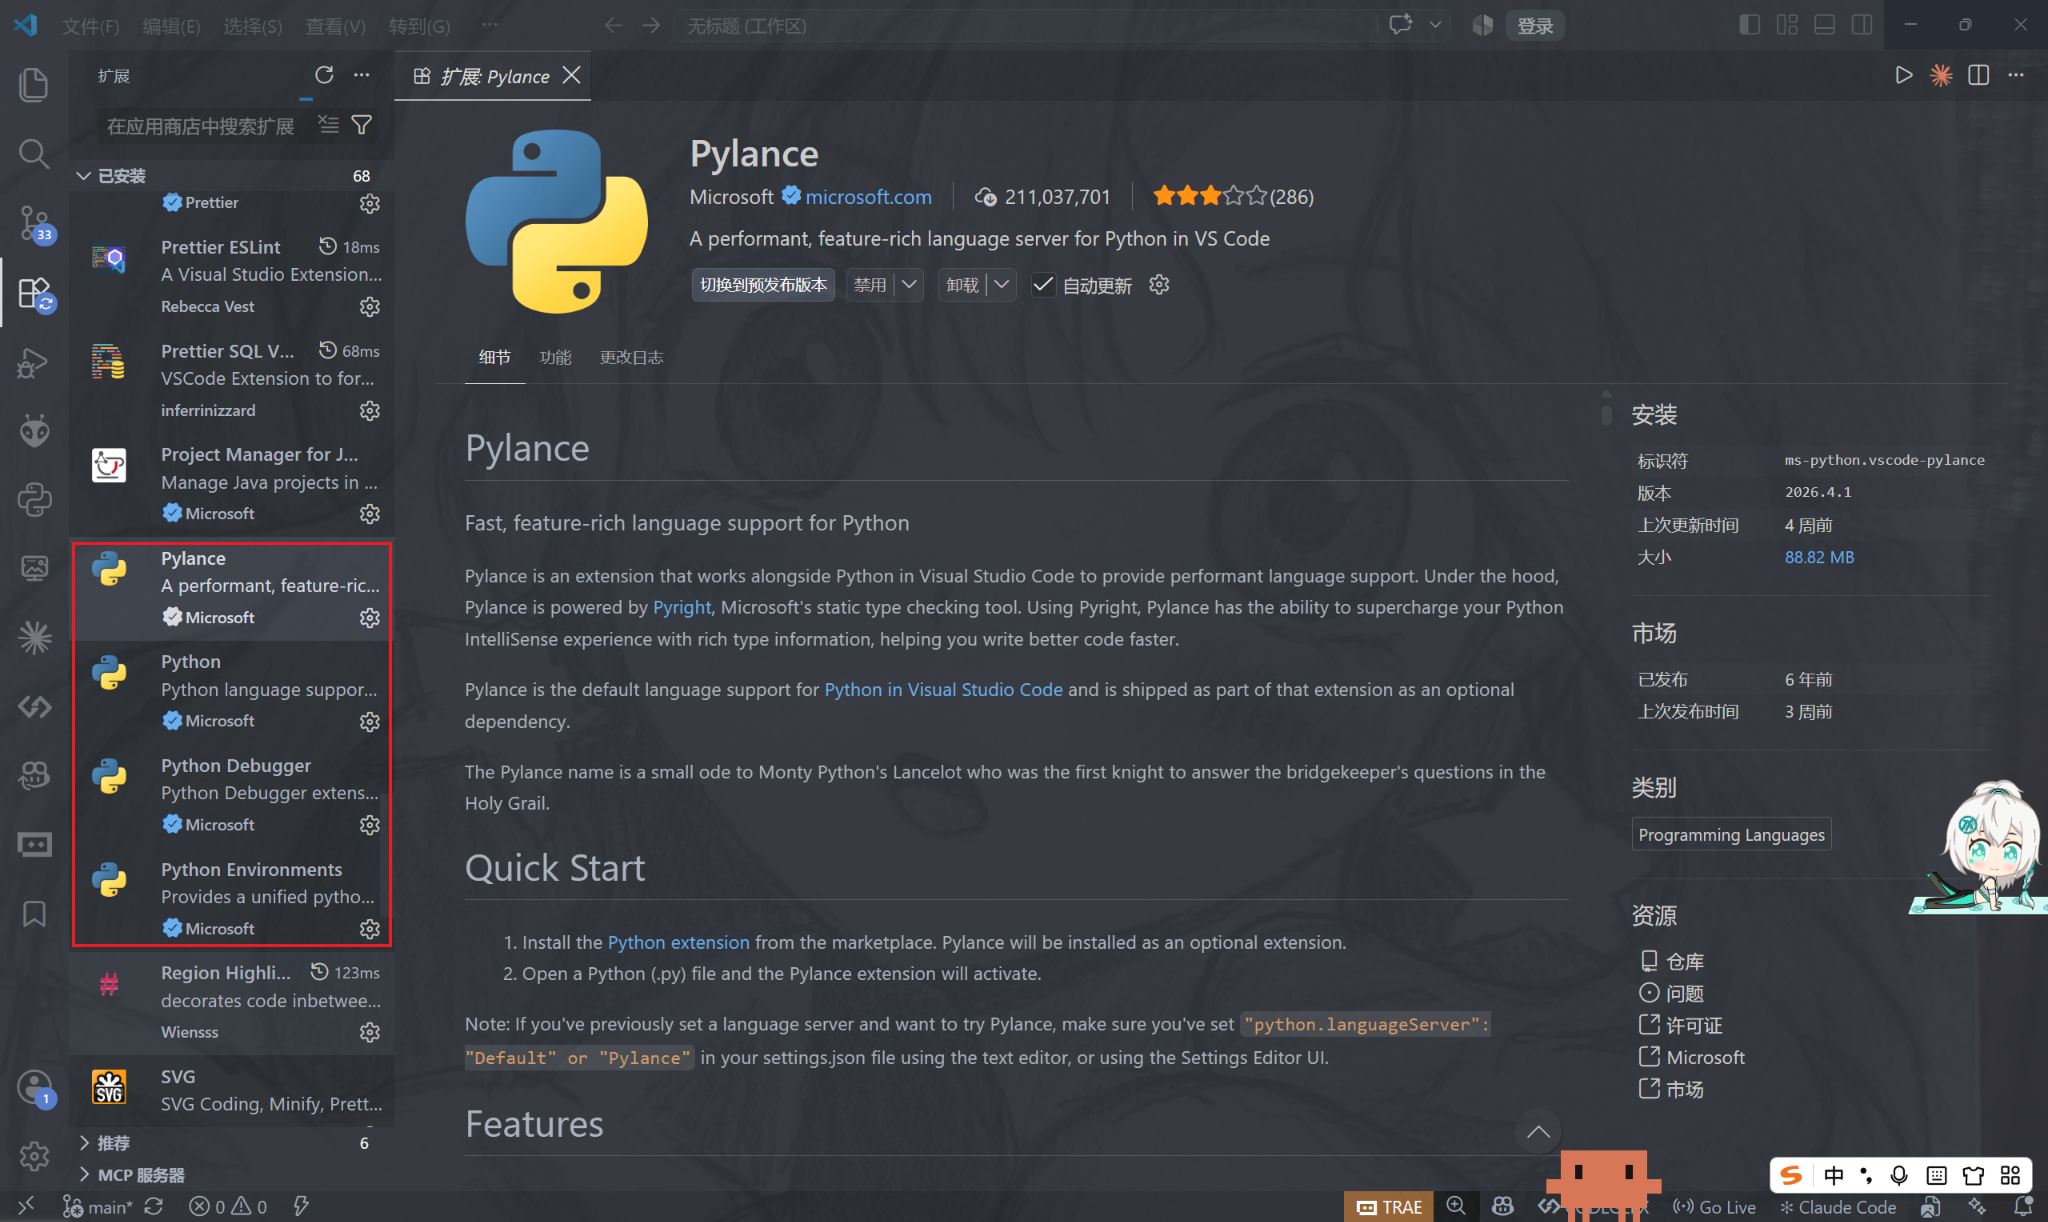 文件(F) 编辑(E) 选择(S) 查看(V) 转到(G) ··· 无标题 (工作区) 登录
扩展
扩展: Pylance
在应用商店中搜索扩展
已安装 68
Prettier
Prettier ESLint 18ms
A Visual Studio Extension...
Rebecca Vest
Prettier SQL V... 68ms
VSCode Extension to for...
inferrinizzard
Project Manager for J...
Manage Java projects in ...
Microsoft
Pylance
A performant, feature-ric...
Microsoft
Python
Python language suppor...
Microsoft
Python Debugger
Python Debugger extens...
Microsoft
Python Environments
Provides a unified pytho...
Microsoft
Region Highli... 123ms
decorates code inbetwee...
Wiensss
SVG
SVG Coding, Minify, Prett...
推荐 6
MCP 服务器
33
1
Pylance
Microsoft microsoft.com 211,037,701 (286)
A performant, feature-rich language server for Python in VS Code
切换到预发布版本 禁用 卸载 自动更新
细节 功能 更改日志
Pylance
Fast, feature-rich language support for Python
Pylance is an extension that works alongside Python in Visual Studio Code to provide performant language support. Under the hood,
Pylance is powered by Pyright, Microsoft's static type checking tool. Using Pyright, Pylance has the ability to supercharge your Python
IntelliSense experience with rich type information, helping you write better code faster.
Pylance is the default language support for Python in Visual Studio Code and is shipped as part of that extension as an optional
dependency.
The Pylance name is a small ode to Monty Python's Lancelot who was the first knight to answer the bridgekeeper's questions in the
Holy Grail.
Quick Start
1. Install the Python extension from the marketplace. Pylance will be installed as an optional extension.
2. Open a Python (.py) file and the Pylance extension will activate.
Note: If you've previously set a language server and want to try Pylance, make sure you've set "python.languageServer":
"Default" or "Pylance" in your settings.json file using the text editor, or using the Settings Editor UI.
Features
安装
标识符 ms-python.vscode-pylance
版本 2026.4.1
上次更新时间 4 周前
大小 88.82 MB
市场
已发布 6 年前
上次发布时间 3 周前
类别
Programming Languages
资源
仓库
问题
许可证
Microsoft
市场
中
main* 0 0 TRAE Go Live Claude Code